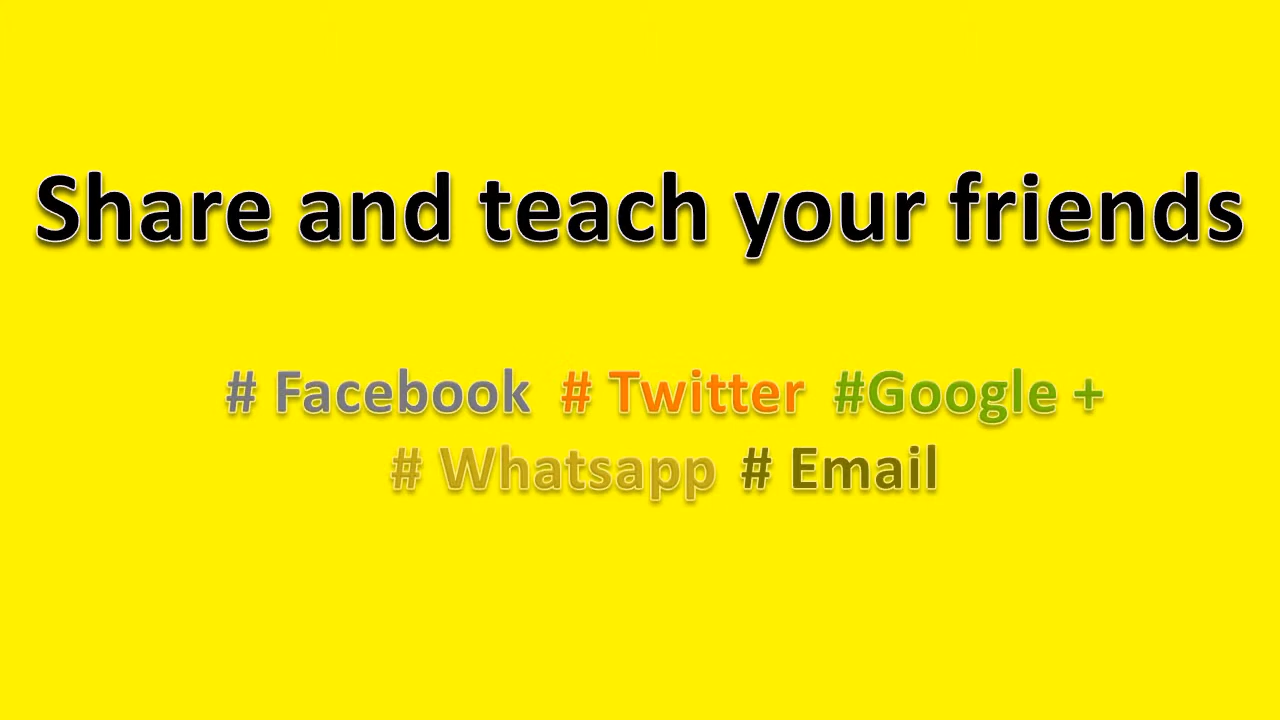 Share and teach your friends
# Facebook # Twitter #Google +
# Whatsapp # Email